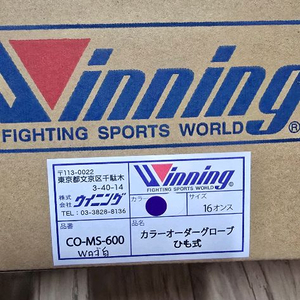 Winning®
FIGHTING SPORTS WORLD®
〒113-0022
東京都文京区千駄木
3-40-14
株式会社 ウイニング
TEL : 03-3828-8136
Winning®
FIGHTING SPORTS WORLD®
カラー
サイズ
16オンス
品番
CO-MS-600
品名
カラーオーダーグローブ
ひも式